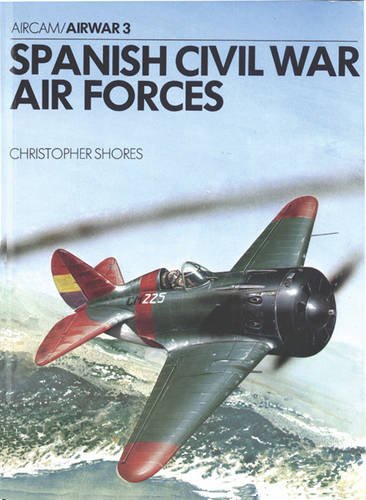 AIRCAM/AIRWAR 3
SPANISH CIVIL WAR
AIR FORCES
CHRISTOPHER SHORES
CM 225